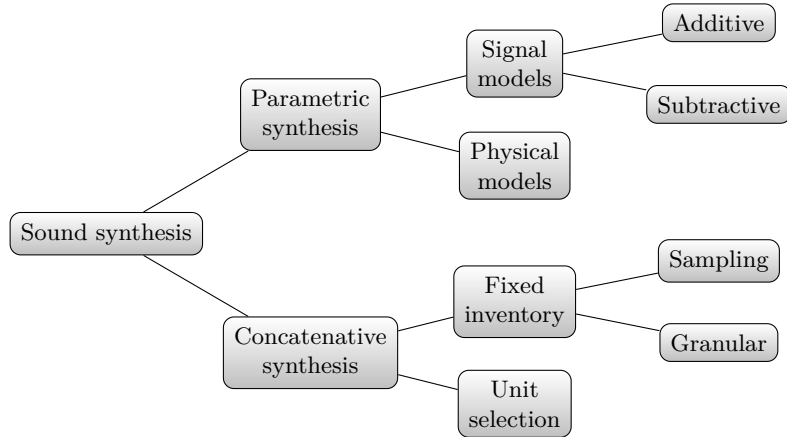 Sound synthesis
Parametric
synthesis
Signal
models
Additive
Subtractive
Physical
models
Concatenative
synthesis
Fixed
inventory
Sampling
Granular
Unit
selection